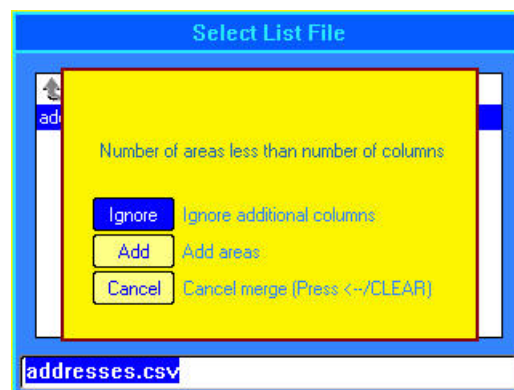 Select List File
ad
Number of areas less than number of columns
Ignore Ignore additional columns
Add Add areas
Cancel Cancel merge (Press <--/CLEAR)
addresses.csv